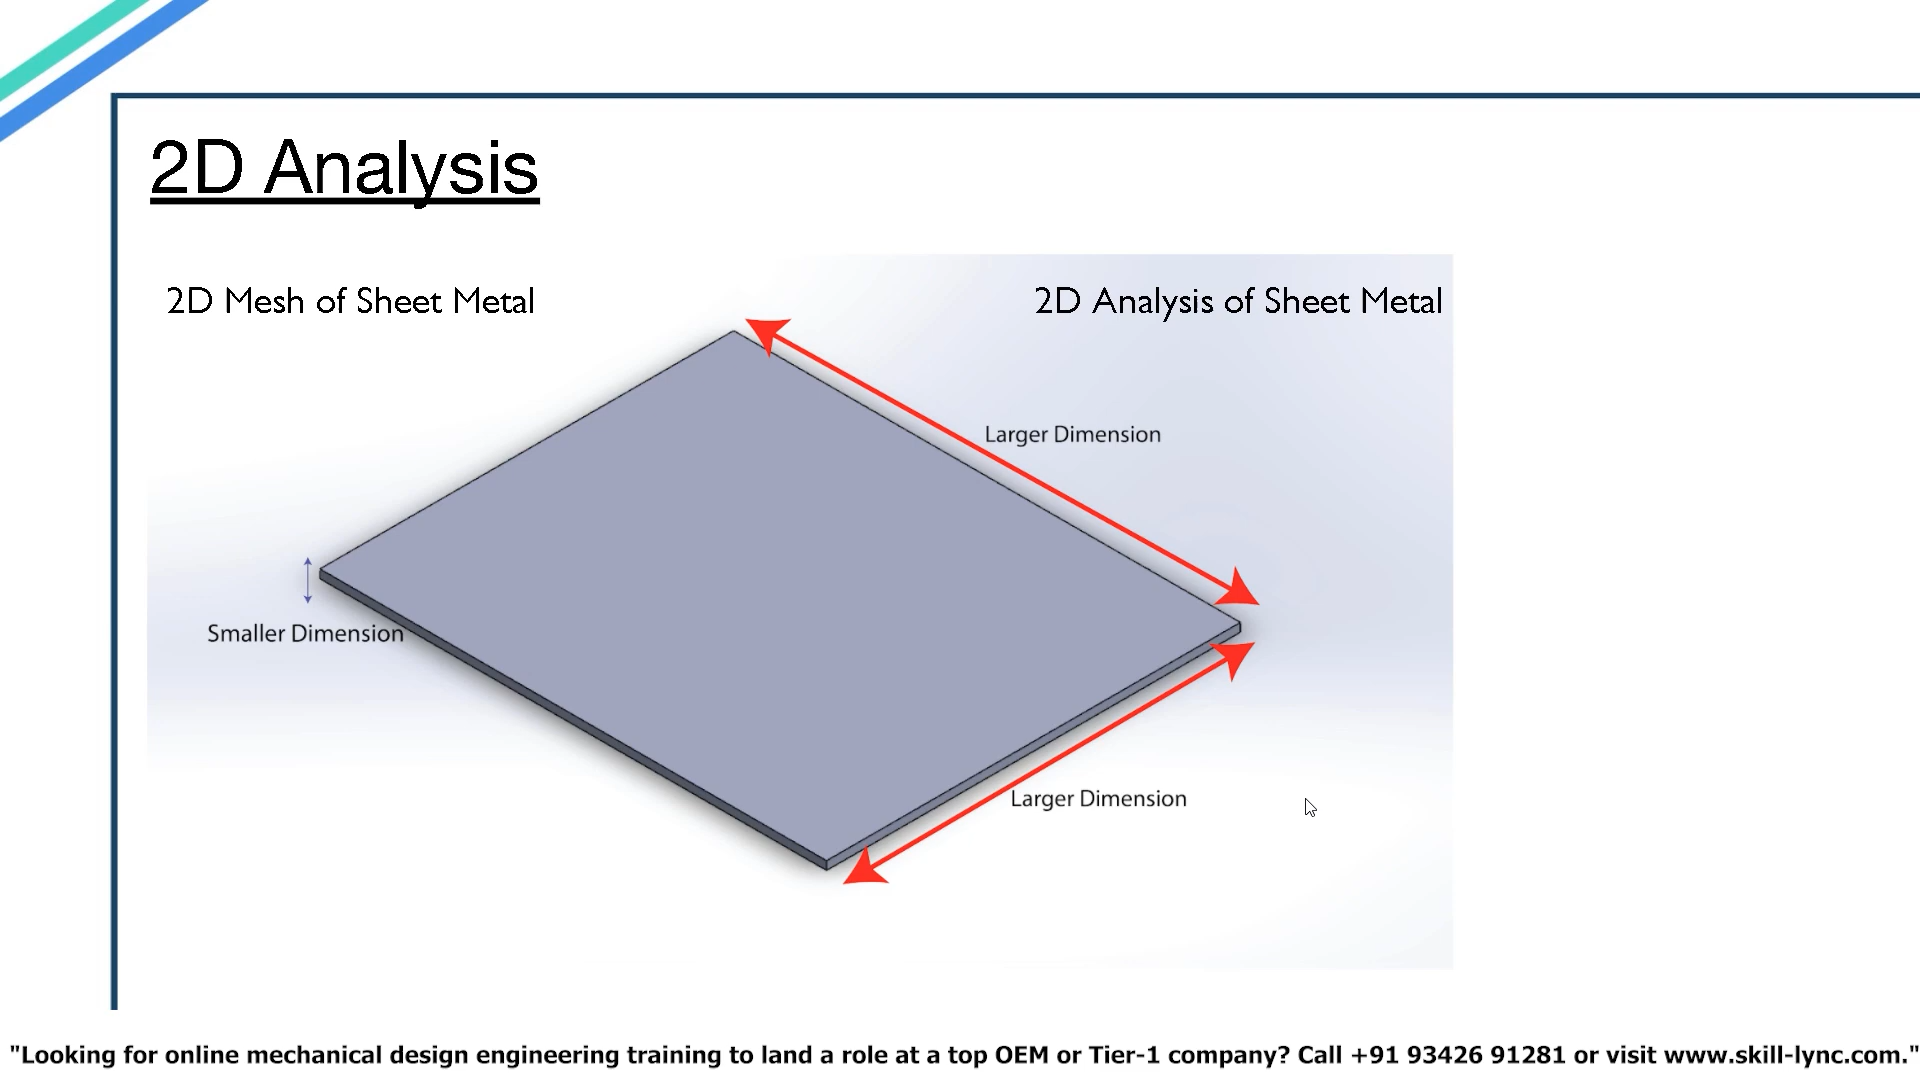 2D Analysis
2D Mesh of Sheet Metal
2D Analysis of Sheet Metal
Larger Dimension
Smaller Dimension
Larger Dimension
"Looking for online mechanical design engineering training to land a role at a top OEM or Tier-1 company? Call +91 93426 91281 or visit www.skill-lync.com."